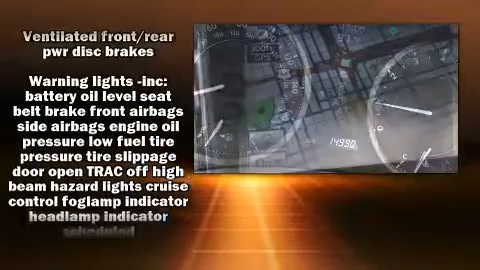 Ventilated front/rear
pwr disc brakes
Warning lights -inc:
battery oil level seat
belt brake front airbags
side airbags engine oil
pressure low fuel tire
pressure tire slippage
door open TRAC off high
beam hazard lights cruise
control foglamp indicator
headlamp indicator
scheduled
14990